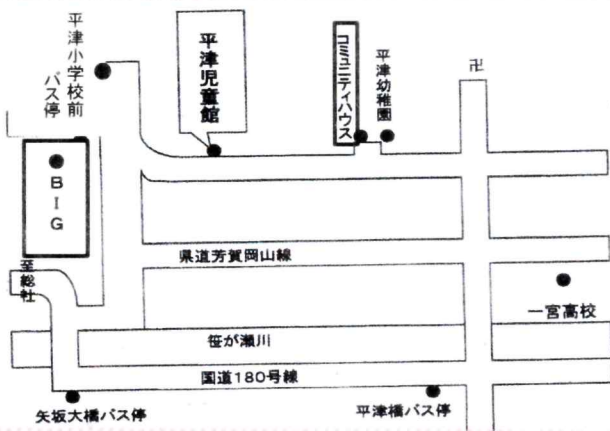 平津小学校前
バス停
平津児童館
コミュニティハウス
平津幼稚園
卍
BIG
県道芳賀岡山線
至総社
一宮高校
笹が瀬川
国道180号線
矢坂大橋バス停
平津橋バス停